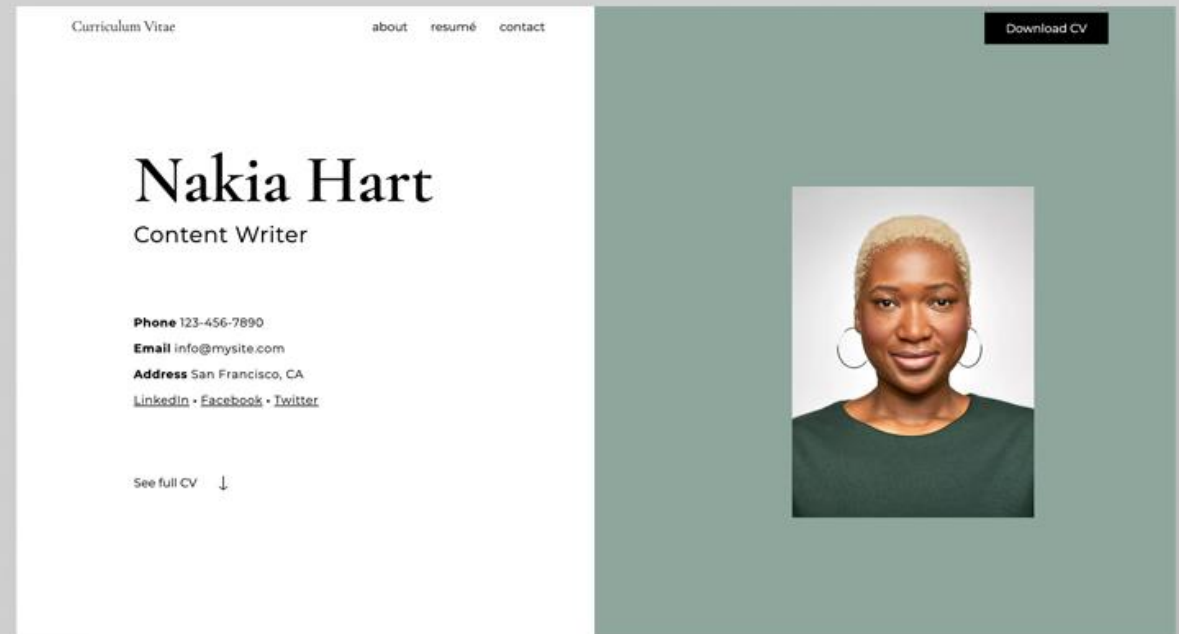 Curriculum Vitae
about resumé contact
Download CV
Nakia Hart
Content Writer
Phone 123-456-7890
Email info@mysite.com
Address San Francisco, CA
LinkedIn • Facebook • Twitter
See full CV ↓